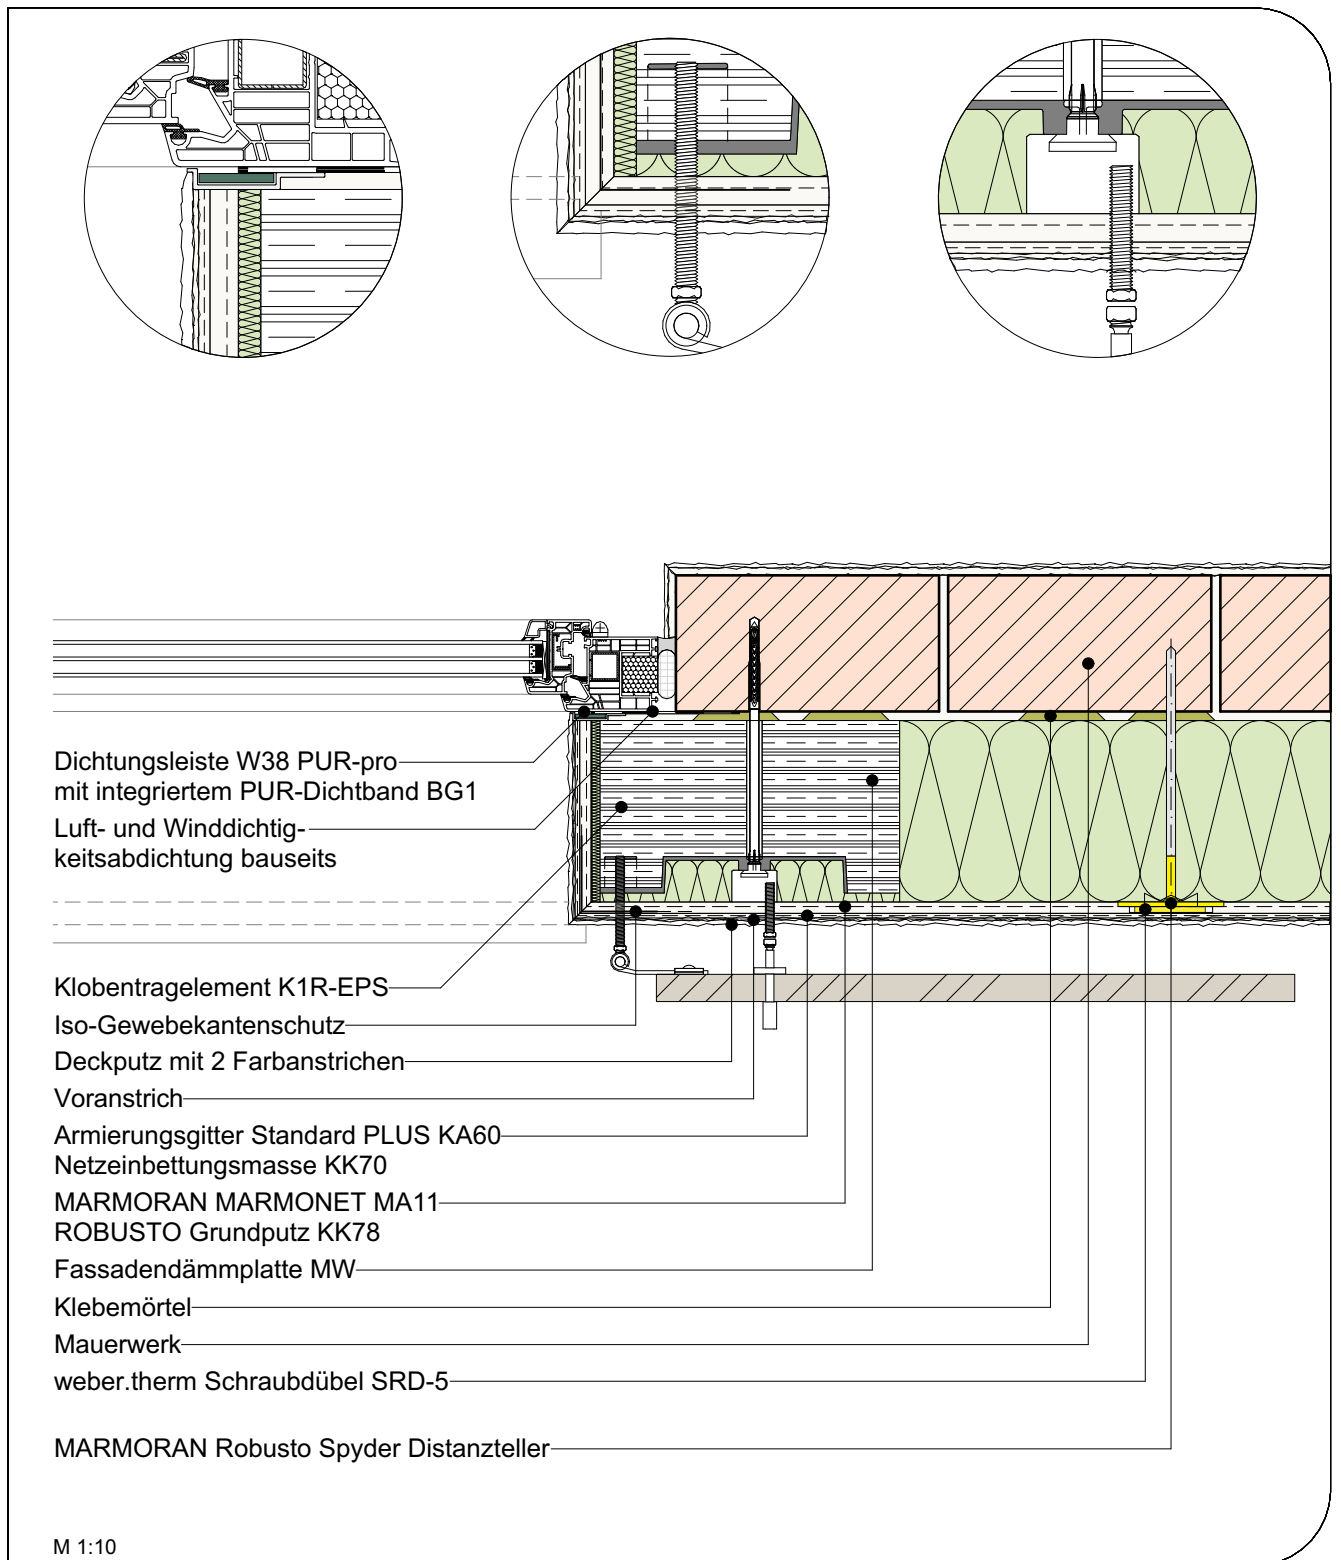 Dichtungsleiste W38 PUR-pro
mit integriertem PUR-Dichtband BG1
Luft- und Winddichtig-
keitsabdichtung bauseits
Klobentragelement K1R-EPS
Iso-Gewebekantenschutz
Deckputz mit 2 Farbanstrichen
Voranstrich
Armierungsgitter Standard PLUS KA60
Netzeinbettungsmasse KK70
MARMORAN MARMONET MA11
ROBUSTO Grundputz KK78
Fassadendämmplatte MW
Klebemörtel
Mauerwerk
weber.therm Schraubdübel SRD-5
MARMORAN Robusto Spyder Distanzteller
M 1:10